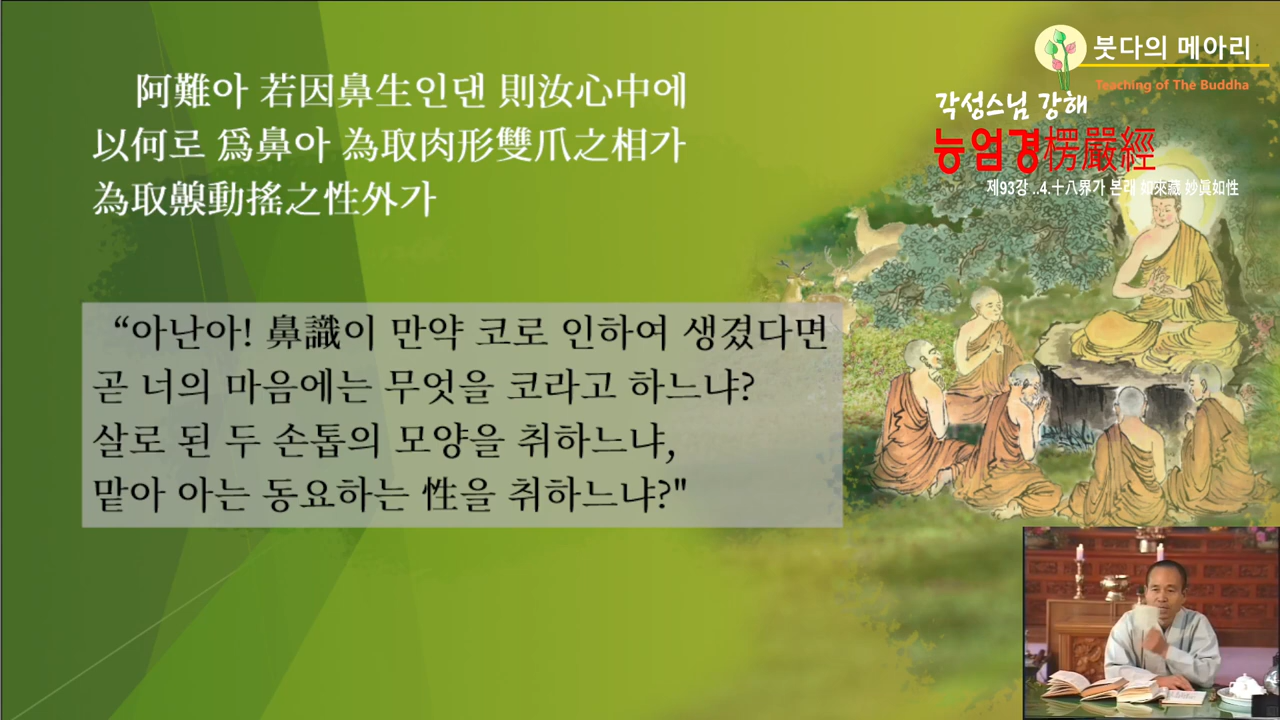 阿難아 若因鼻生인댄 則汝心中에
以何로 爲鼻아 為取肉形雙爪之相가
為取齅動搖之性外가
“아난아! 鼻識이 만약 코로 인하여 생겼다면
곧 너의 마음에는 무엇을 코라고 하느냐?
살로 된 두 손톱의 모양을 취하느냐,
맡아 아는 동요하는 性을 취하느냐?"
붓다의 메아리
Teaching of The Buddha
각성스님 강해
능엄경楞嚴經
제93강 ..4.十八界가 본래 如來藏 妙眞如性